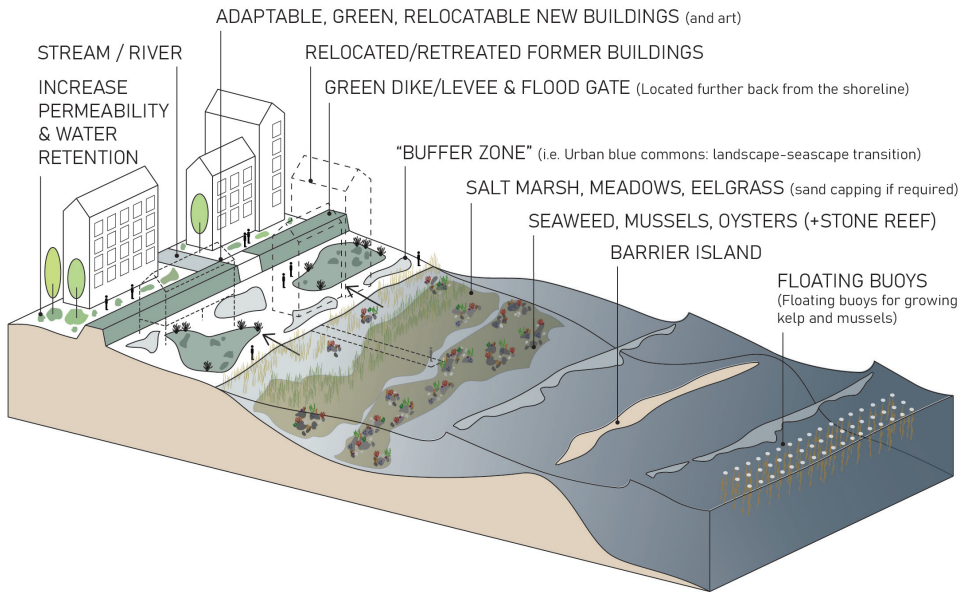 ADAPTABLE, GREEN, RELOCATABLE NEW BUILDINGS (and art)
STREAM / RIVER
RELOCATED/RETREATED FORMER BUILDINGS
INCREASE
PERMEABILITY
& WATER
RETENTION
GREEN DIKE/LEVEE & FLOOD GATE (Located further back from the shoreline)
“BUFFER ZONE” (i.e. Urban blue commons: landscape-seascape transition)
SALT MARSH, MEADOWS, EELGRASS (sand capping if required)
SEAWEED, MUSSELS, OYSTERS (+STONE REEF)
BARRIER ISLAND
FLOATING BUOYS
(Floating buoys for growing
kelp and mussels)